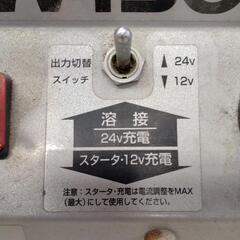 出力切替
スイッチ
▲24v
▼12v
溶接
24v充電
スタータ・12v充電
注意：スタータ・充電は電流調整をMAX
（最大）にして使用してください。